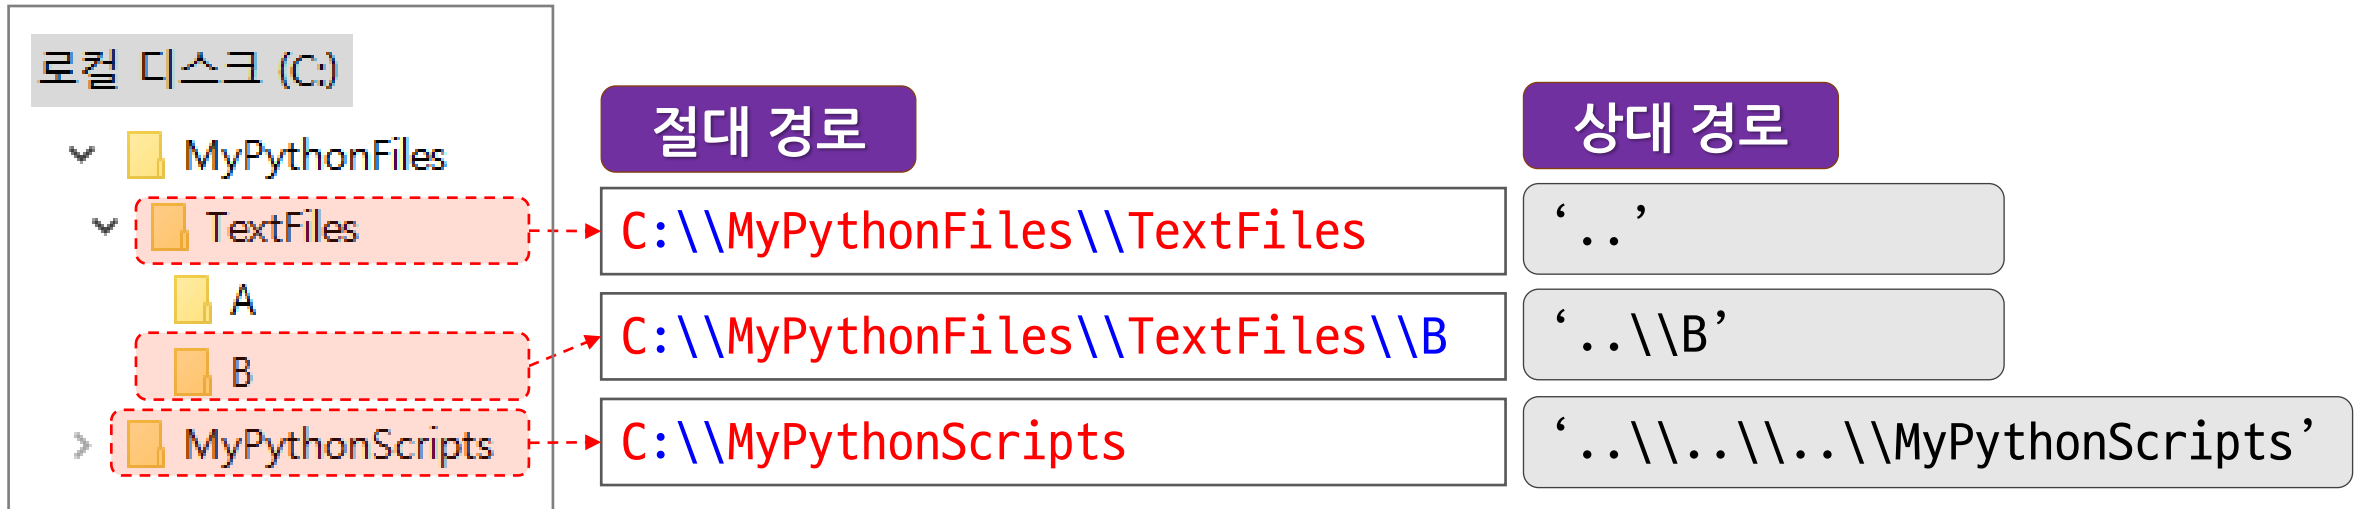 로컬 디스크 (C:)
MyPythonFiles
TextFiles
A
B
MyPythonScripts
절대 경로
C:\\MyPythonFiles\\TextFiles
C:\\MyPythonFiles\\TextFiles\\B
C:\\MyPythonScripts
상대 경로
‘..’
‘..\\B’
‘..\\..\\..\\MyPythonScripts’